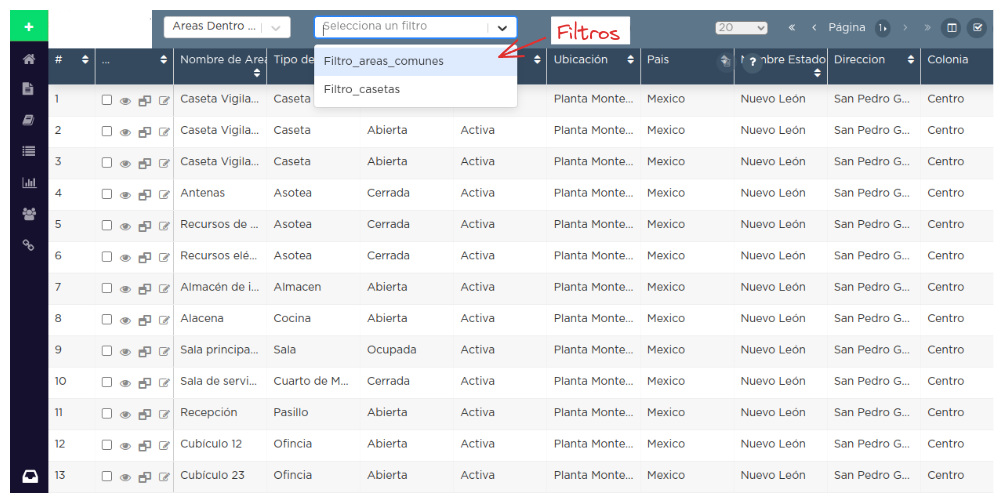 Areas Dentro ...
Selecciona un filtro
Filtros
20 « ‹ Página 1 › »
Filtro_areas_comunes
Filtro_casetas
# ... Nombre de Area Tipo de Ubicación Pais ? Nombre Estado Direccion Colonia
1 Caseta Vigila... Caseta Planta Monte... Mexico Nuevo León San Pedro G... Centro
2 Caseta Vigila... Caseta Abierta Activa Planta Monte... Mexico Nuevo León San Pedro G... Centro
3 Caseta Vigila... Caseta Abierta Activa Planta Monte... Mexico Nuevo León San Pedro G... Centro
4 Antenas Asotea Cerrada Activa Planta Monte... Mexico Nuevo León San Pedro G... Centro
5 Recursos de ... Asotea Cerrada Activa Planta Monte... Mexico Nuevo León San Pedro G... Centro
6 Recursos elé... Asotea Cerrada Activa Planta Monte... Mexico Nuevo León San Pedro G... Centro
7 Almacén de i... Almacen Abierta Activa Planta Monte... Mexico Nuevo León San Pedro G... Centro
8 Alacena Cocina Abierta Activa Planta Monte... Mexico Nuevo León San Pedro G... Centro
9 Sala principa... Sala Ocupada Activa Planta Monte... Mexico Nuevo León San Pedro G... Centro
10 Sala de servi... Cuarto de M... Cerrada Activa Planta Monte... Mexico Nuevo León San Pedro G... Centro
11 Recepción Pasillo Abierta Activa Planta Monte... Mexico Nuevo León San Pedro G... Centro
12 Cubículo 12 Ofincia Abierta Activa Planta Monte... Mexico Nuevo León San Pedro G... Centro
13 Cubículo 23 Ofincia Abierta Activa Planta Monte... Mexico Nuevo León San Pedro G... Centro